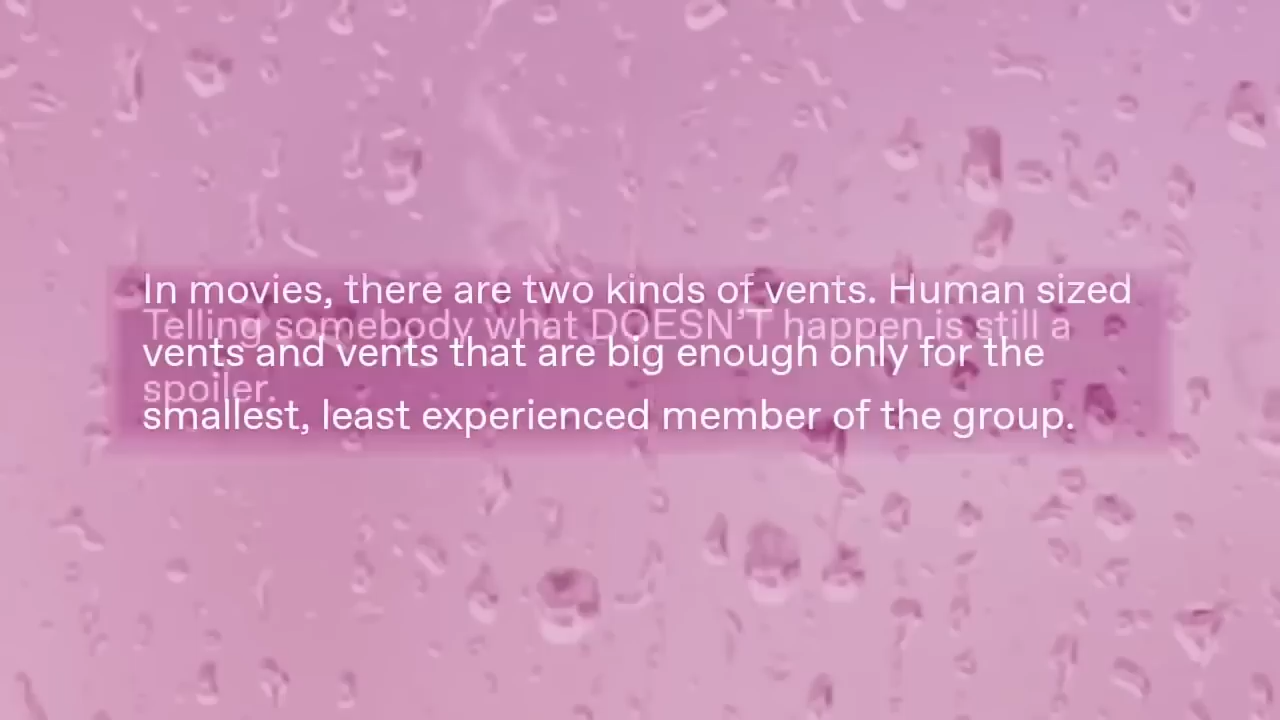 In movies, there are two kinds of vents. Human sized
vents and vents that are big enough only for the
smallest, least experienced member of the group.
Telling somebody what DOESN’T happen is still a
spoiler.